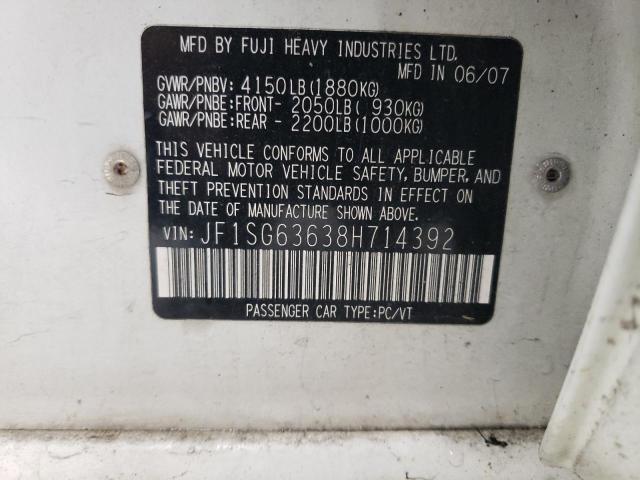 MFD BY FUJI HEAVY INDUSTRIES LTD.
MFD IN 06/07
GVWR/PNBV: 4150LB(1880KG)
GAWR/PNBE:FRONT- 2050LB( 930KG)
GAWR/PNBE:REAR - 2200LB(1000KG)
THIS VEHICLE CONFORMS TO ALL APPLICABLE
FEDERAL MOTOR VEHICLE SAFETY, BUMPER, AND
THEFT PREVENTION STANDARDS IN EFFECT ON
THE DATE OF MANUFACTURE SHOWN ABOVE.
VIN: JF1SG63638H714392
PASSENGER CAR TYPE:PC/VT